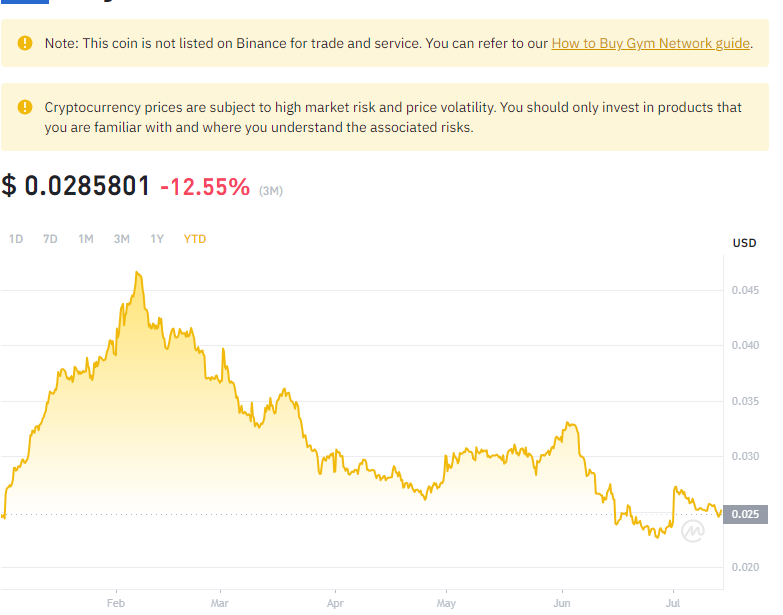 Note: This coin is not listed on Binance for trade and service. You can refer to our How to Buy Gym Network guide.
Cryptocurrency prices are subject to high market risk and price volatility. You should only invest in products that
you are familiar with and where you understand the associated risks.
$ 0.0285801 -12.55% (3M)
1D 7D 1M 3M 1Y YTD
USD
0.045
0.040
0.035
0.030
0.025
0.020
Feb Mar Apr May Jun Jul